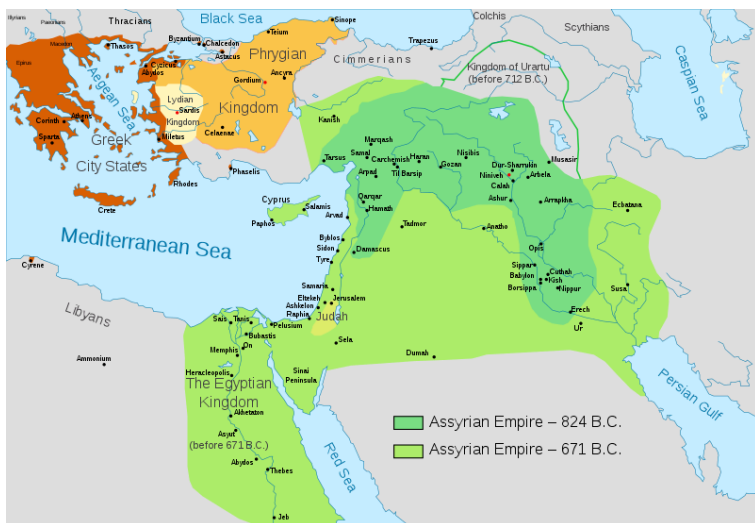 Illyrians
Paionians
Thracians
Black Sea
Sinope
Colchis
Scythians
Macedon
Byzantium
Chalcedon
Teium
Trapezus
Epirus
Thasos
Astacus
Phrygian
Cimmerians
Cyzicus
Abydos
Kingdom of Urartu
(before 712 B.C.)
Caspian Sea
Aegean Sea
Gordium
Ancyra
Lydian
Kingdom
Sardis
Kingdom
Corinth
Athens
Sparta
Miletus
Celaenae
Kanish
Greek
City States
Marqash
Samal
Carchemish
Haran
Nisibis
Musasir
Tarsus
Arpad
Til Barsip
Gozan
Dur-Sharrukin
Niniveh
Arbela
Calah
Phaselis
Rhodes
Crete
Cyprus
Salamis
Paphos
Qarqar
Hamath
Arvad
Ashur
Arrapkha
Ecbatana
Tadmor
Anatho
Mediterranean Sea
Byblos
Sidon
Tyre
Damascus
Opis
Sippar
Babylon
Borsippa
Cuthah
Kish
Nippur
Susa
Cyrene
Samaria
Eltekeh
Jerusalem
Ashkelon
Raphia
Judah
Erech
Ur
Libyans
Sais
Tanis
Pelusium
Bubastis
On
Memphis
Sela
Dumah
Ammonium
Heracleopolis
Sinai
Peninsula
The Egyptian
Kingdom
Persian Gulf
Akhetaton
Asyut
(before 671 B.C.)
Abydos
Thebes
Red Sea
Jeb
Assyrian Empire – 824 B.C.
Assyrian Empire – 671 B.C.